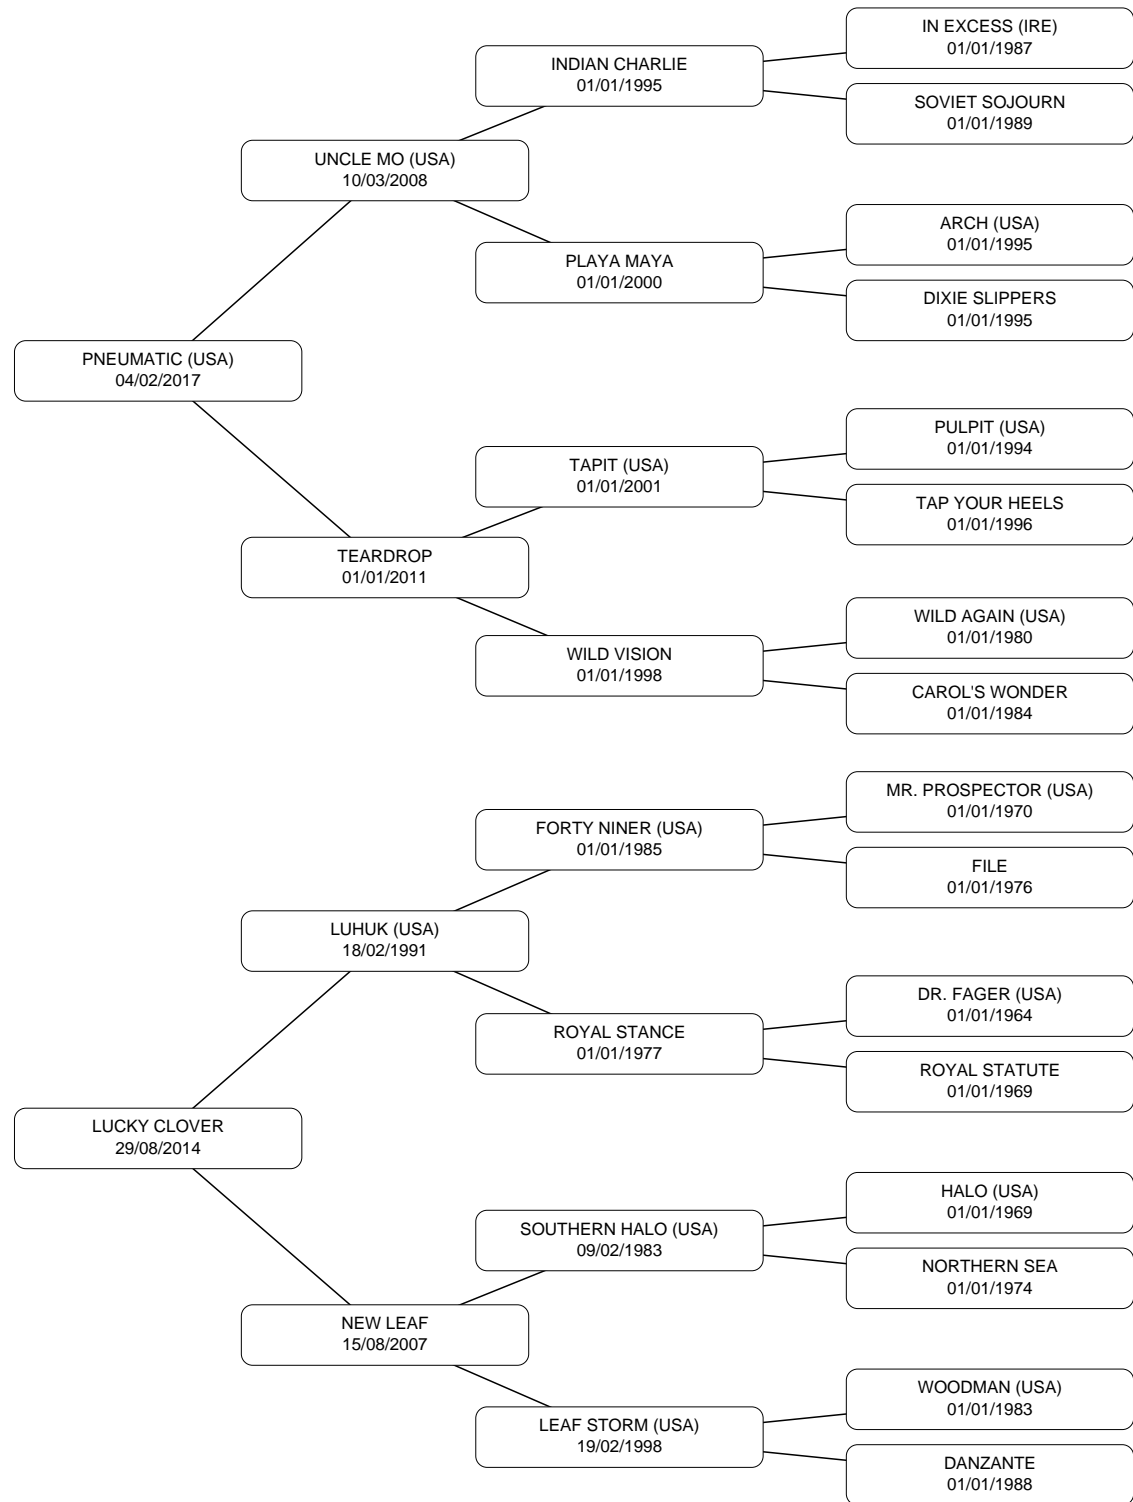 IN EXCESS (IRE)
01/01/1987
INDIAN CHARLIE
01/01/1995
SOVIET SOJOURN
01/01/1989
UNCLE MO (USA)
10/03/2008
ARCH (USA)
01/01/1995
PLAYA MAYA
01/01/2000
DIXIE SLIPPERS
01/01/1995
PNEUMATIC (USA)
04/02/2017
PULPIT (USA)
01/01/1994
TAPIT (USA)
01/01/2001
TAP YOUR HEELS
01/01/1996
TEARDROP
01/01/2011
WILD AGAIN (USA)
01/01/1980
WILD VISION
01/01/1998
CAROL'S WONDER
01/01/1984
MR. PROSPECTOR (USA)
01/01/1970
FORTY NINER (USA)
01/01/1985
FILE
01/01/1976
LUHUK (USA)
18/02/1991
DR. FAGER (USA)
01/01/1964
ROYAL STANCE
01/01/1977
ROYAL STATUTE
01/01/1969
LUCKY CLOVER
29/08/2014
HALO (USA)
01/01/1969
SOUTHERN HALO (USA)
09/02/1983
NORTHERN SEA
01/01/1974
NEW LEAF
15/08/2007
WOODMAN (USA)
01/01/1983
LEAF STORM (USA)
19/02/1998
DANZANTE
01/01/1988